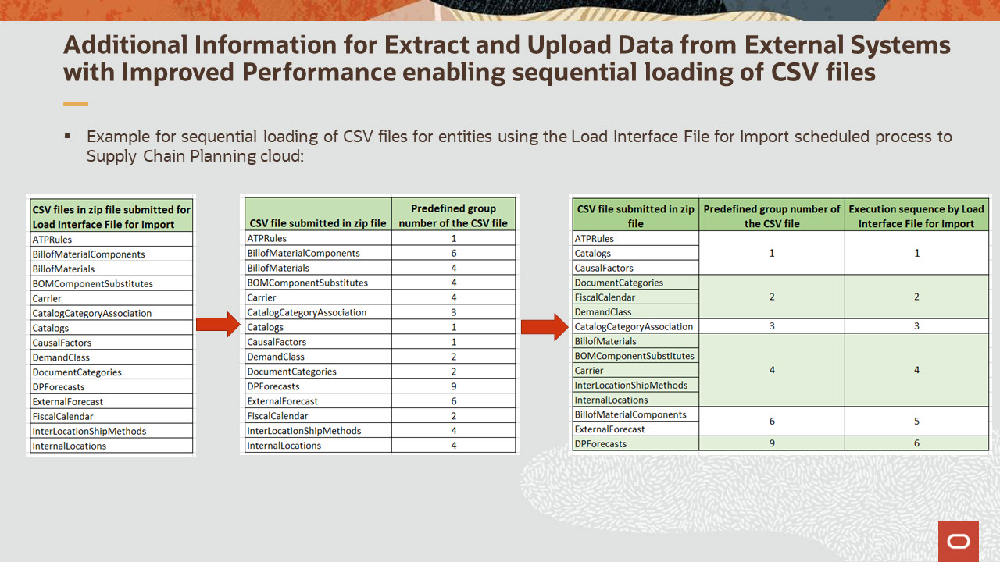 Additional Information for Extract and Upload Data from External Systems
with Improved Performance enabling sequential loading of CSV files
▪ Example for sequential loading of CSV files for entities using the Load Interface File for Import scheduled process to
Supply Chain Planning cloud:
CSV files in zip file submitted for
Load Interface File for Import
ATPRules
BillofMaterialComponents
BillofMaterials
BOMComponentSubstitutes
Carrier
CatalogCategoryAssociation
Catalogs
CausalFactors
DemandClass
DocumentCategories
DPForecasts
ExternalForecast
FiscalCalendar
InterLocationShipMethods
InternalLocations
CSV file submitted in zip file
Predefined group
number of the CSV file
ATPRules 1
BillofMaterialComponents 6
BillofMaterials 4
BOMComponentSubstitutes 4
Carrier 4
CatalogCategoryAssociation 3
Catalogs 1
CausalFactors 1
DemandClass 2
DocumentCategories 2
DPForecasts 9
ExternalForecast 6
FiscalCalendar 2
InterLocationShipMethods 4
InternalLocations 4
CSV file submitted in zip
file
Predefined group number of
the CSV file
Execution sequence by Load
Interface File for Import
ATPRules
Catalogs 1 1
CausalFactors
DocumentCategories
FiscalCalendar 2 2
DemandClass
CatalogCategoryAssociation 3 3
BillofMaterials
BOMComponentSubstitutes
Carrier 4 4
InterLocationShipMethods
InternalLocations
BillofMaterialComponents
6 5
ExternalForecast
DPForecasts 9 6